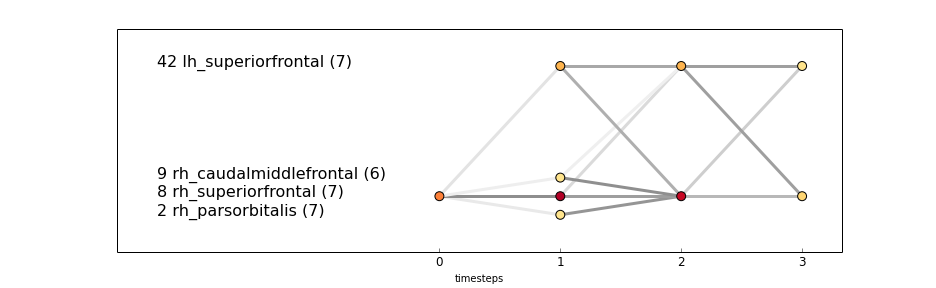 42 lh_superiorfrontal (7)
9 rh_caudalmiddlefrontal (6)
8 rh_superiorfrontal (7)
2 rh_parsorbitalis (7)
0 1 2 3
timesteps